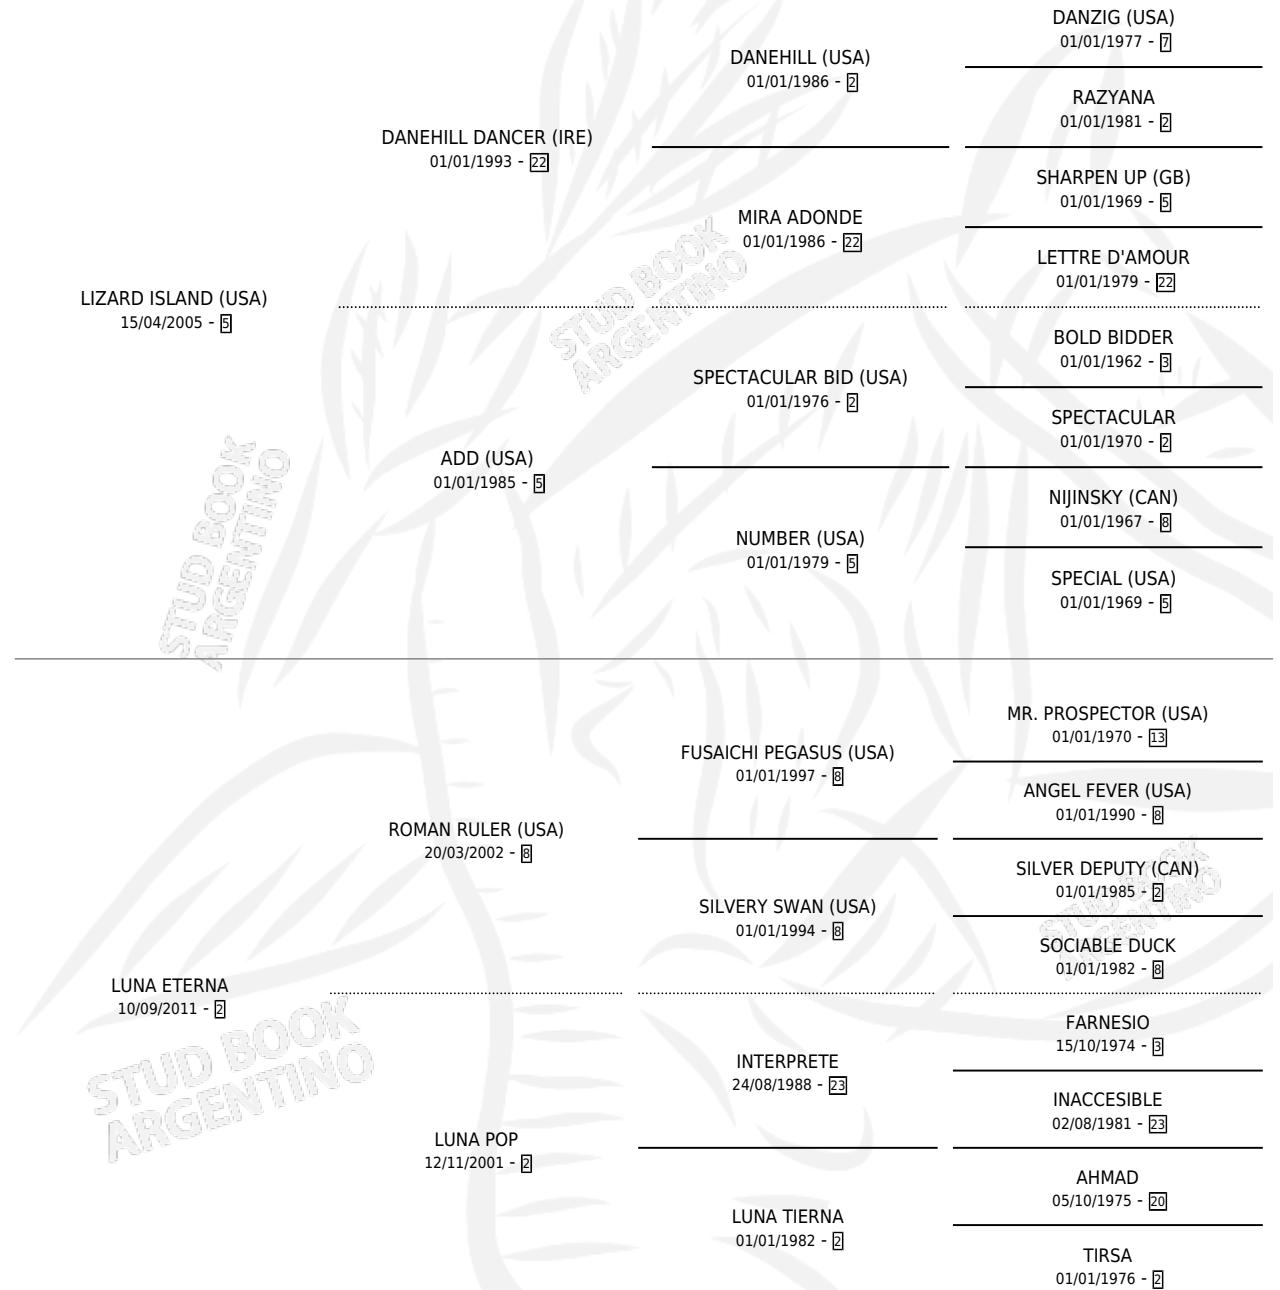 DANZIG (USA)
01/01/1977 - 7
DANEHILL (USA)
01/01/1986 - 2
RAZYANA
01/01/1981 - 2
DANEHILL DANCER (IRE)
01/01/1993 - 22
SHARPEN UP (GB)
01/01/1969 - 5
MIRA ADONDE
01/01/1986 - 22
LETTRE D'AMOUR
01/01/1979 - 22
LIZARD ISLAND (USA)
15/04/2005 - 5
BOLD BIDDER
01/01/1962 - 3
SPECTACULAR BID (USA)
01/01/1976 - 2
SPECTACULAR
01/01/1970 - 2
ADD (USA)
01/01/1985 - 5
NIJINSKY (CAN)
01/01/1967 - 8
NUMBER (USA)
01/01/1979 - 5
SPECIAL (USA)
01/01/1969 - 5
STUD BOOK
ARGENTINO
STUD BOOK
ARGENTINO
MR. PROSPECTOR (USA)
01/01/1970 - 13
FUSAICHI PEGASUS (USA)
01/01/1997 - 8
ANGEL FEVER (USA)
01/01/1990 - 8
ROMAN RULER (USA)
20/03/2002 - 8
SILVER DEPUTY (CAN)
01/01/1985 - 2
SILVERY SWAN (USA)
01/01/1994 - 8
SOCIABLE DUCK
01/01/1982 - 8
LUNA ETERNA
10/09/2011 - 2
FARNESIO
15/10/1974 - 3
INTERPRETE
24/08/1988 - 23
INACCESIBLE
02/08/1981 - 23
LUNA POP
12/11/2001 - 2
AHMAD
05/10/1975 - 20
LUNA TIERNA
01/01/1982 - 2
TIRSA
01/01/1976 - 2
STUD BOOK
ARGENTINO
STUD BOOK
ARGENTINO